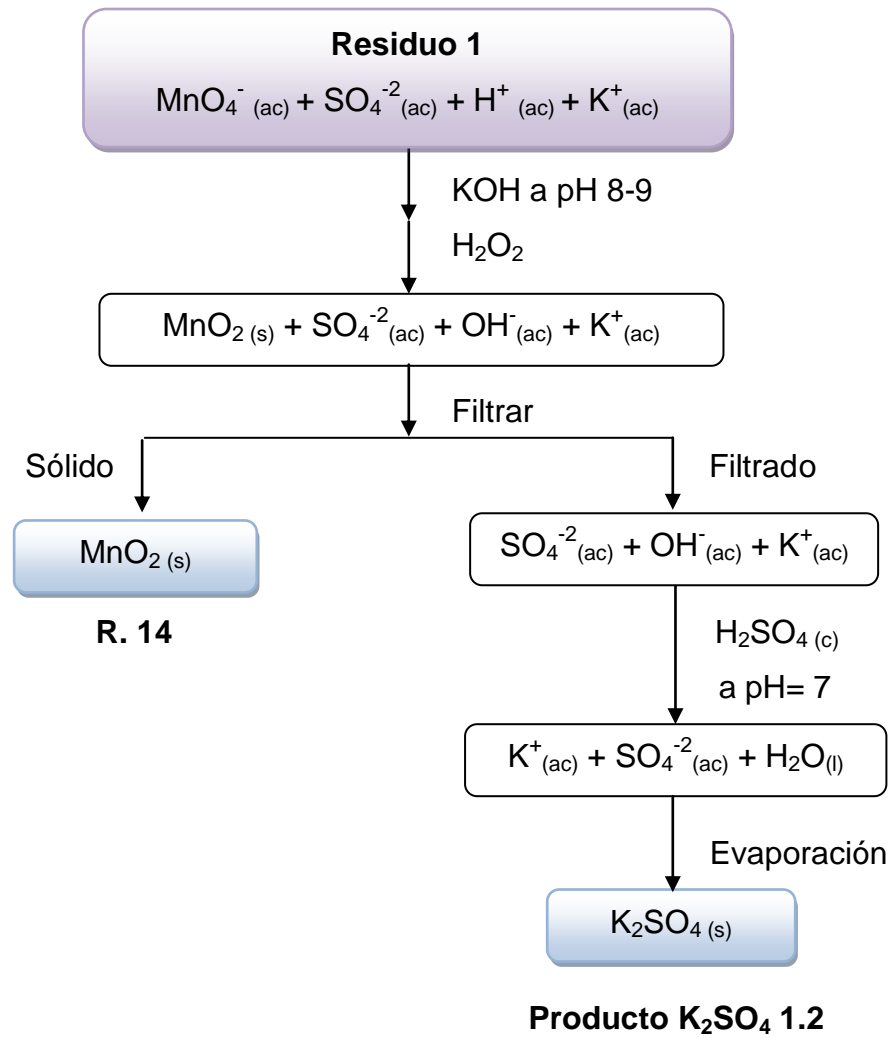 Residuo 1
MnO₄⁻ (ac) + SO₄⁻²(ac) + H⁺ (ac) + K⁺(ac)
KOH a pH 8-9
H₂O₂
MnO₂ (s) + SO₄⁻²(ac) + OH⁻(ac) + K⁺(ac)
Filtrar
Sólido
Filtrado
MnO₂ (s)
SO₄⁻²(ac) + OH⁻(ac) + K⁺(ac)
R. 14
H₂SO₄ (c)
a pH= 7
K⁺(ac) + SO₄⁻²(ac) + H₂O(l)
Evaporación
K₂SO₄ (s)
Producto K₂SO₄ 1.2